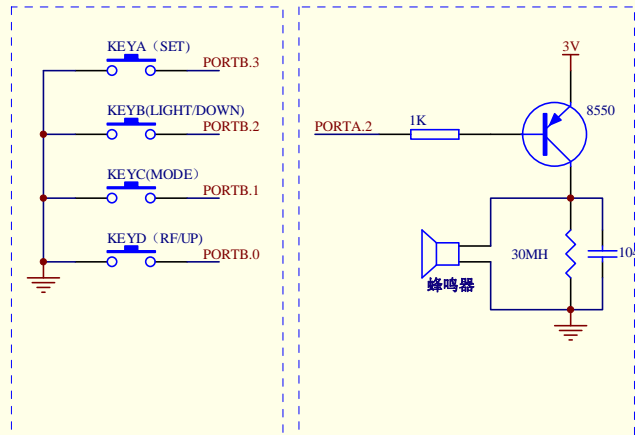 KEYA（SET)
PORTB.3
KEYB(LIGHT/DOWN)
PORTB.2
KEYC(MODE）
PORTB.1
KEYD（RF/UP)
PORTB.0
3V
8550
1K
PORTA.2
30MH
蜂鸣器